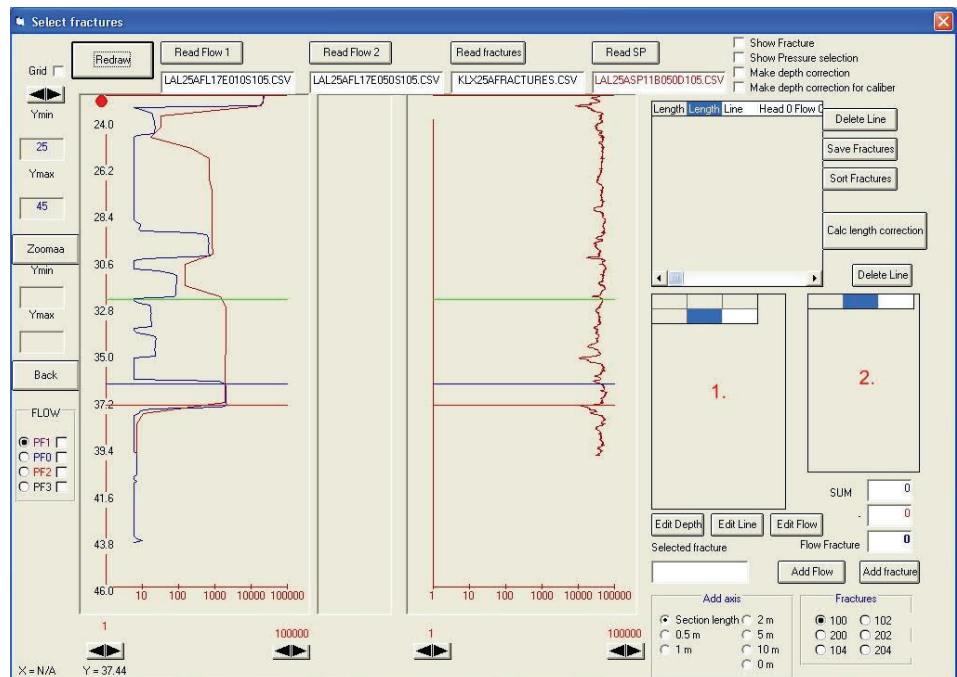 Select fractures
Redraw
Read Flow 1
Read Flow 2
Read fractures
Read SP
Show Fracture
Show Pressure selection
Make depth correction
Make depth correction for caliber
Grid
LAL25AFL17E010S105.CSV
LAL25AFL17E050S105.CSV
KLX25AFRACTURES.CSV
LAL25ASP11B050D105.CSV
Ymin
25
Ymax
45
Zoomaa
Ymin
Ymax
Back
FLOW
PF1
PF0
PF2
PF3
24.0
26.2
28.4
30.6
32.8
35.0
37.2
39.4
41.6
43.8
46.0
10 100 1000 10000 100000
1 10 100 1000 10000 100000
1 100000
1 100000
X = N/A Y = 37.44
Length Length Line Head 0 Flow 0
Delete Line
Save Fractures
Sort Fractures
Calc length correction
Delete Line
1.
2.
SUM 0
- 0
Flow Fracture 0
Edit Depth
Edit Line
Edit Flow
Selected fracture
Add Flow
Add fracture
Add axis
Section length 2 m
0.5 m 5 m
1 m 10 m
0 m
Fractures
100 102
200 202
104 204